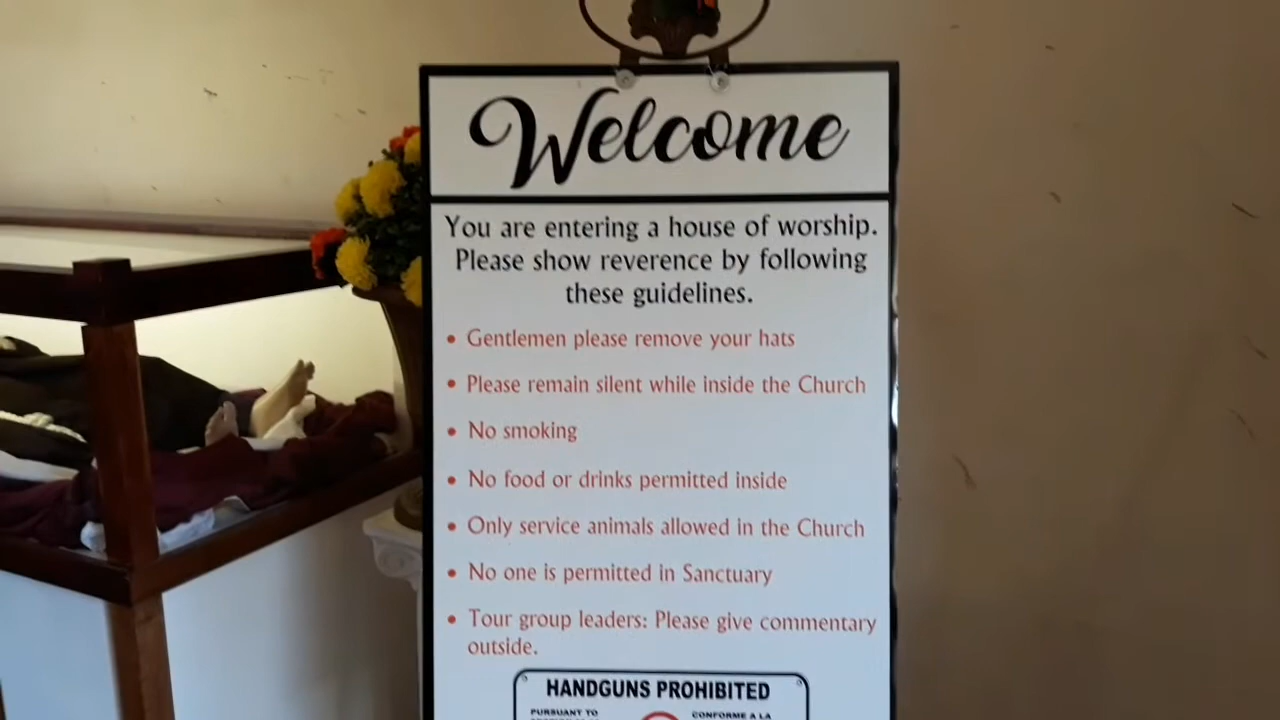 Welcome
You are entering a house of worship.
Please show reverence by following
these guidelines.
• Gentlemen please remove your hats
• Please remain silent while inside the Church
• No smoking
• No food or drinks permitted inside
• Only service animals allowed in the Church
• No one is permitted in Sanctuary
• Tour group leaders: Please give commentary
outside.
HANDGUNS PROHIBITED
PURSUANT TO
CONFORME A LA